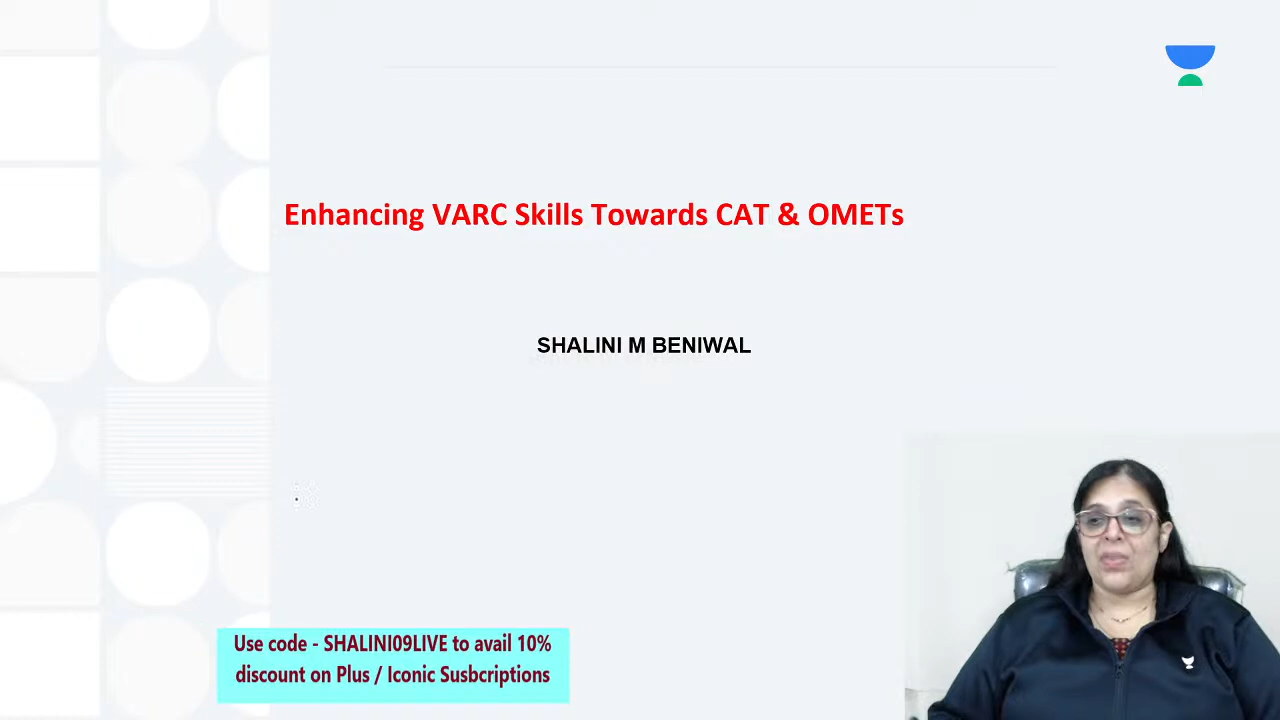 Enhancing VARC Skills Towards CAT & OMETs
SHALINI M BENIWAL
Use code - SHALINI09LIVE to avail 10%
discount on Plus / Iconic Susbcriptions